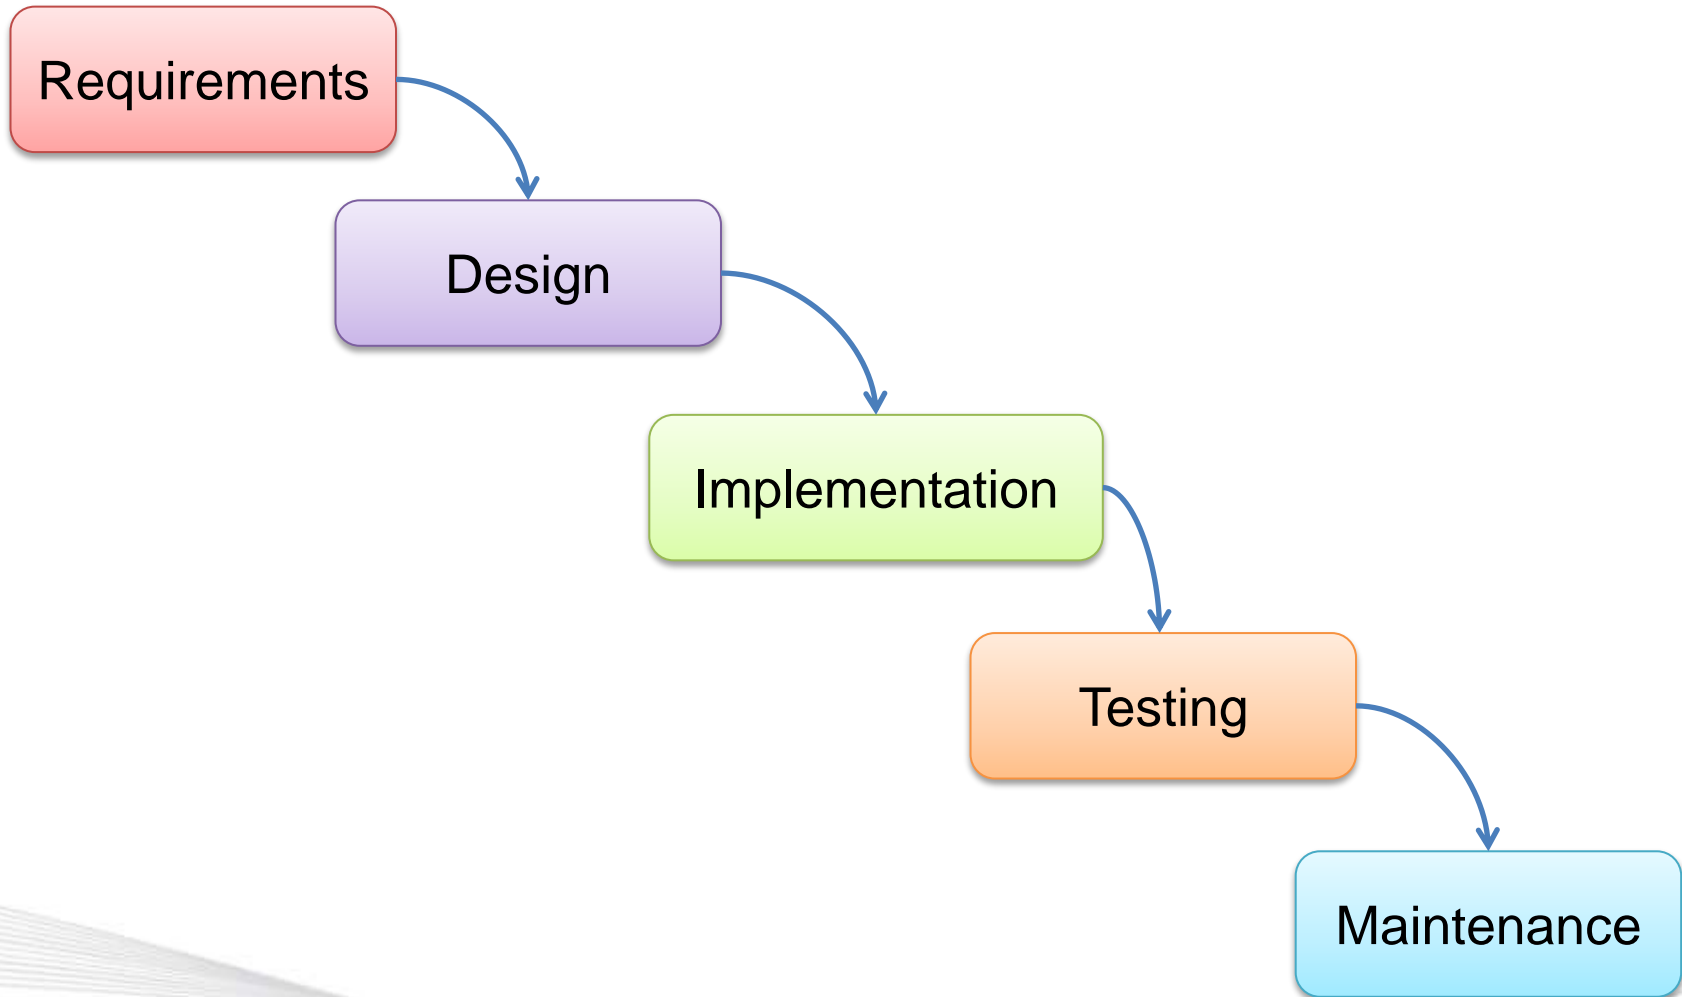 Requirements
Design
Implementation
Testing
Maintenance